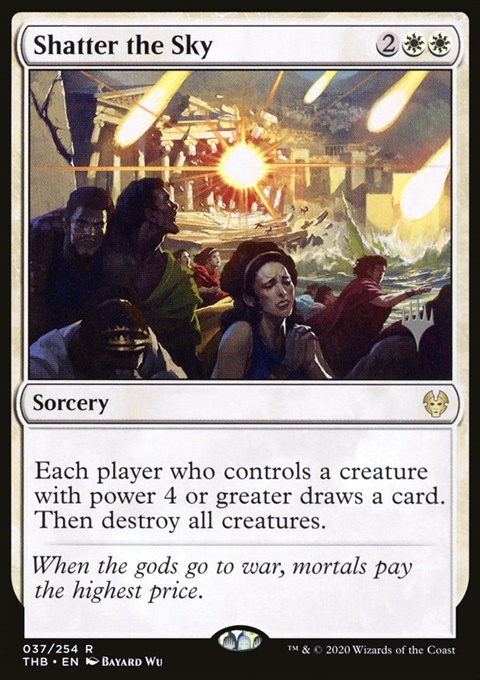 Shatter the Sky 2
Sorcery
Each player who controls a creature
with power 4 or greater draws a card.
Then destroy all creatures.
When the gods go to war, mortals pay
the highest price.
037/254 R
THB • EN Bayard Wu
™ & © 2020 Wizards of the Coast